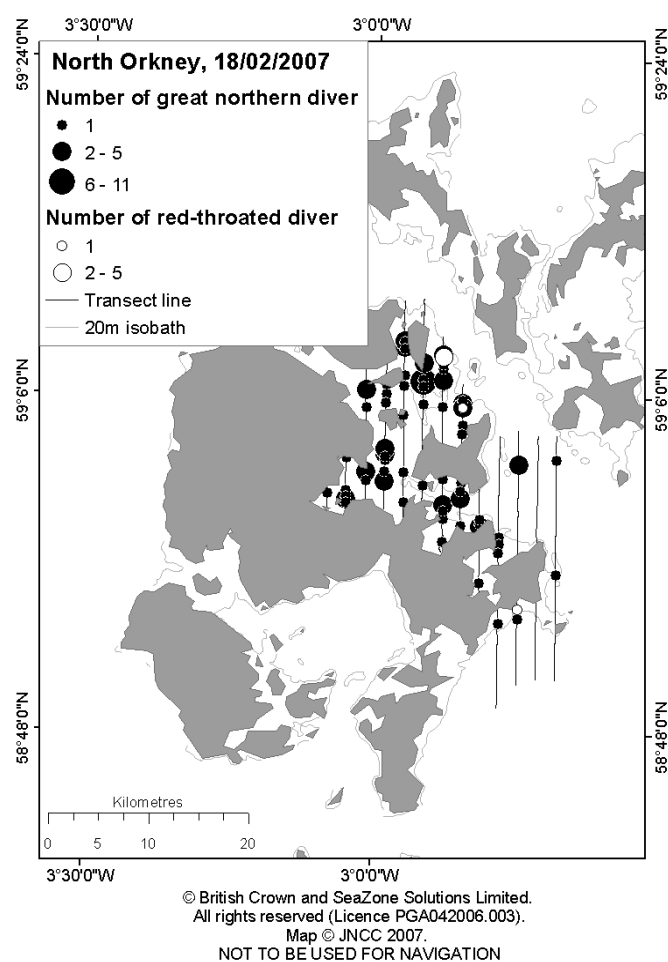 3°30'0"W 3°0'0"W
59°24'0"N 59°24'0"N
North Orkney, 18/02/2007
Number of great northern diver
1
2 - 5
6 - 11
Number of red-throated diver
1
2 - 5
Transect line
20m isobath
59°6'0"N 59°6'0"N
58°48'0"N 58°48'0"N
Kilometres
0 5 10 20
3°30'0"W 3°0'0"W
© British Crown and SeaZone Solutions Limited.
All rights reserved (Licence PGA042006.003).
Map © JNCC 2007.
NOT TO BE USED FOR NAVIGATION